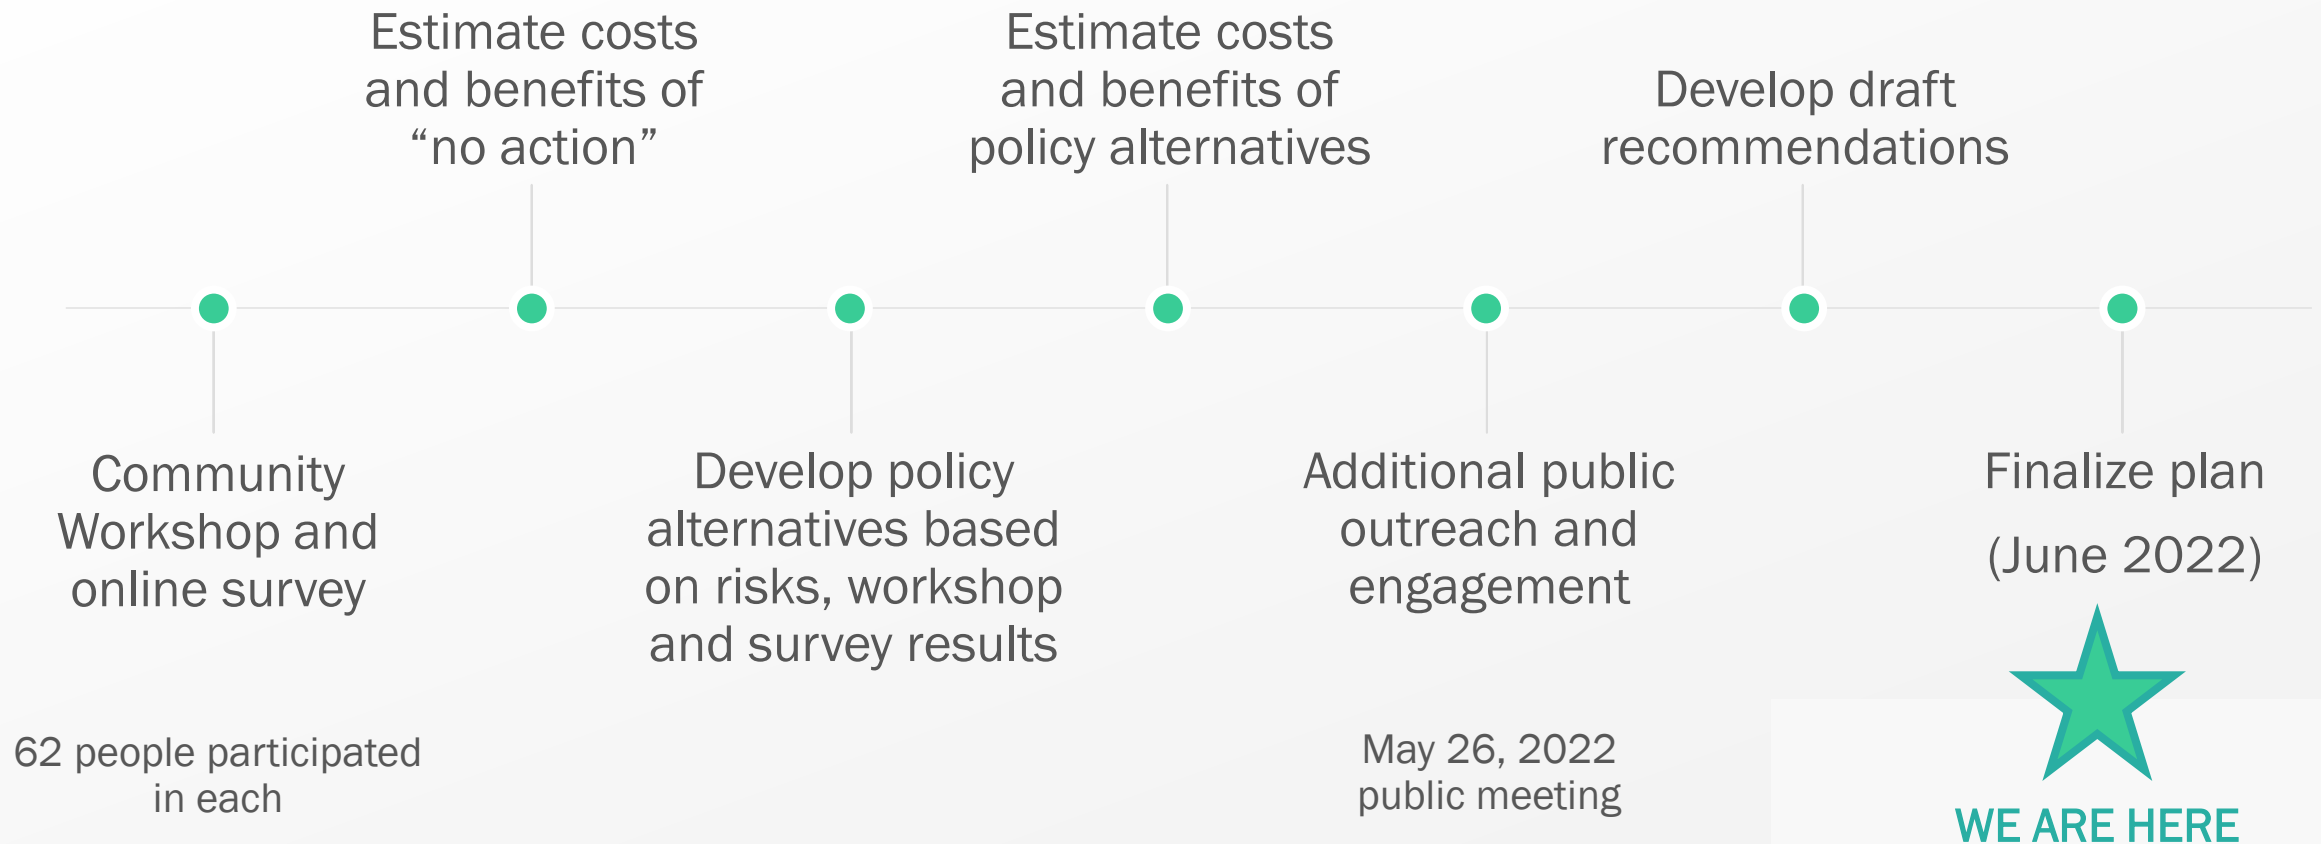 Estimate costs
and benefits of
“no action”
Estimate costs
and benefits of
policy alternatives
Develop draft
recommendations
Community
Workshop and
online survey
62 people participated
in each
Develop policy
alternatives based
on risks, workshop
and survey results
Additional public
outreach and
engagement
May 26, 2022
public meeting
Finalize plan
(June 2022)
WE ARE HERE